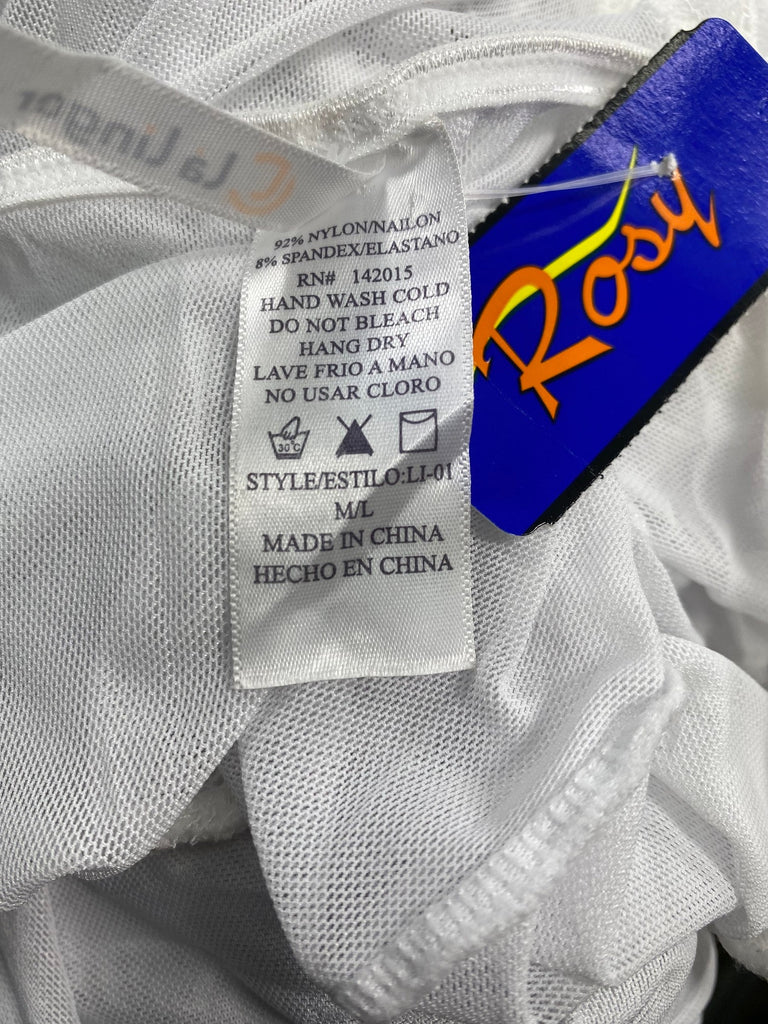 La Linger
92% NYLON/NAILON
8% SPANDEX/ELASTANO
RN# 142015
HAND WASH COLD
DO NOT BLEACH
HANG DRY
LAVE FRIO A MANO
NO USAR CLORO
30°C
STYLE/ESTILO:LI-01
M/L
MADE IN CHINA
HECHO EN CHINA
Rosy